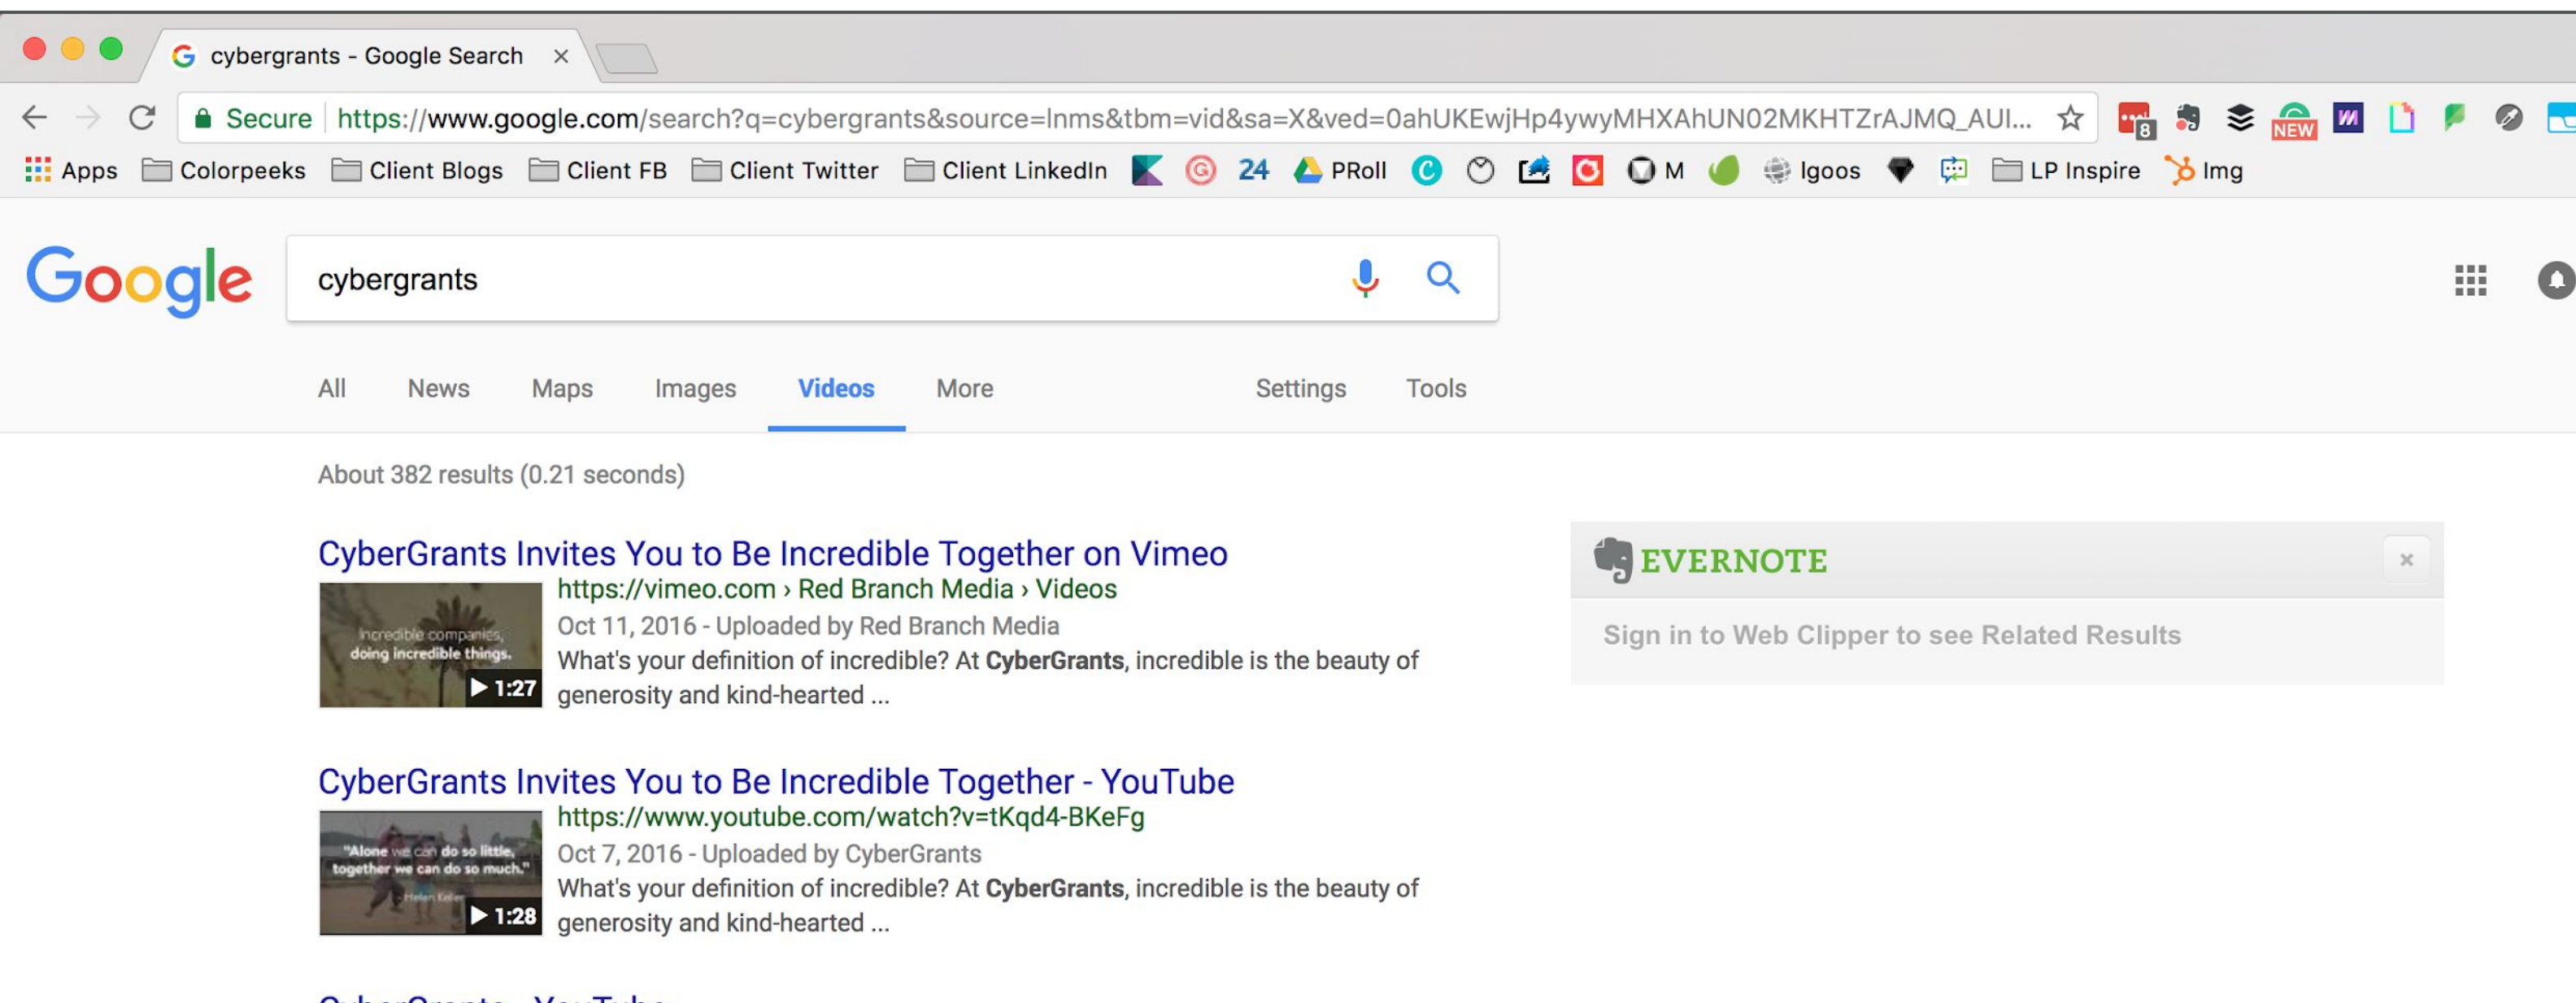 cybergrants - Google Search
Secure https://www.google.com/search?q=cybergrants&source=lnms&tbm=vid&sa=X&ved=0ahUKEwjHp4ywyMHXAhUN02MKHTZrAJMQ_AUI...
8
NEW
Apps Colorpeeks Client Blogs Client FB Client Twitter Client LinkedIn 24 PRoll M Igoos LP Inspire Img
Google cybergrants
All News Maps Images Videos More Settings Tools
About 382 results (0.21 seconds)
CyberGrants Invites You to Be Incredible Together on Vimeo
https://vimeo.com › Red Branch Media › Videos
Oct 11, 2016 - Uploaded by Red Branch Media
What's your definition of incredible? At CyberGrants, incredible is the beauty of
generosity and kind-hearted ...
Incredible companies,
doing incredible things.
1:27
EVERNOTE
Sign in to Web Clipper to see Related Results
CyberGrants Invites You to Be Incredible Together - YouTube
https://www.youtube.com/watch?v=tKqd4-BKeFg
Oct 7, 2016 - Uploaded by CyberGrants
What's your definition of incredible? At CyberGrants, incredible is the beauty of
generosity and kind-hearted ...
"Alone we can do so little,
together we can do so much."
- Helen Keller
1:28
CyberGrants - YouTube